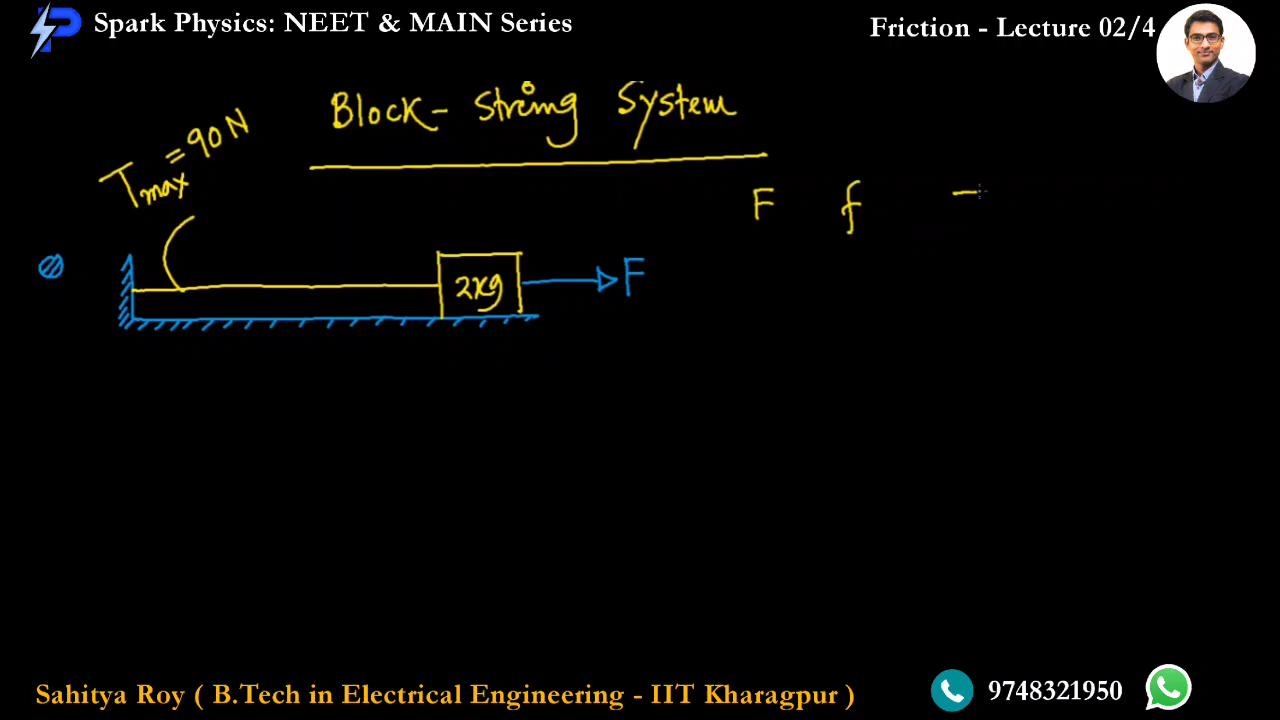 Spark Physics: NEET & MAIN Series
Friction - Lecture 02/4
Block - String System
Tmax = 90 N
F f
2kg
F
Sahitya Roy ( B.Tech in Electrical Engineering - IIT Kharagpur )
9748321950